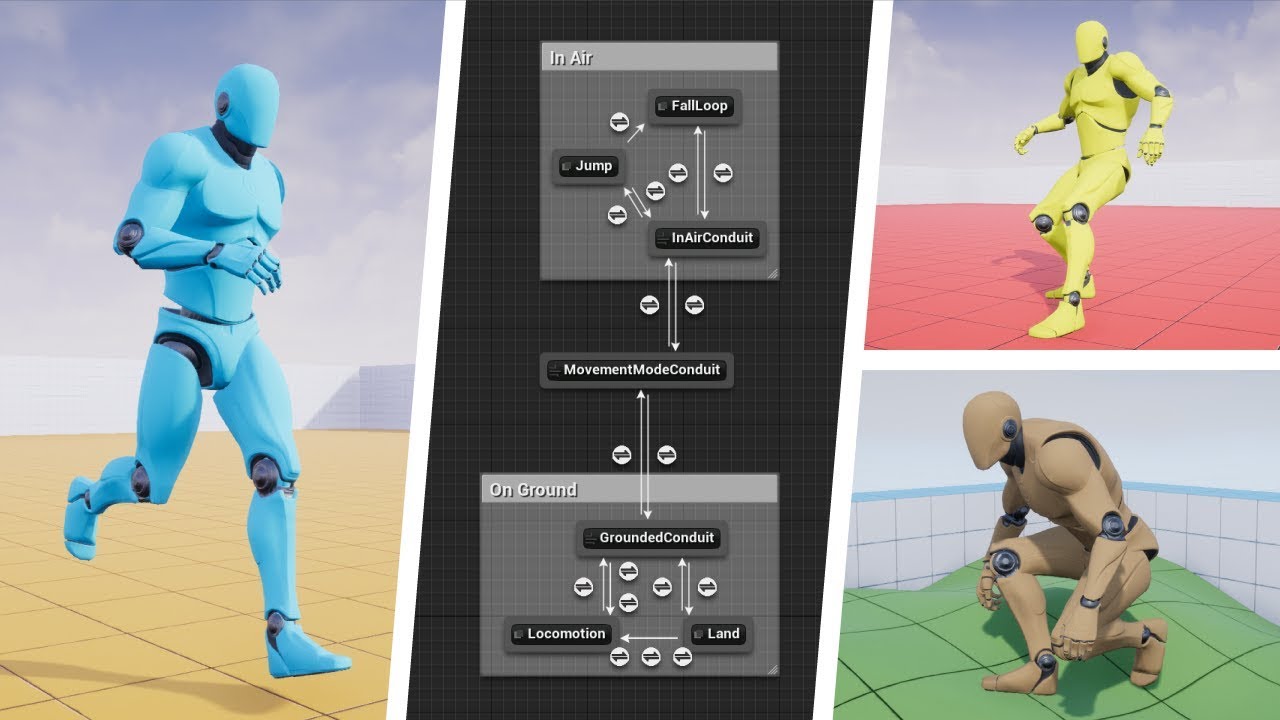 In Air
FallLoop
Jump
InAirConduit
MovementModeConduit
On Ground
GroundedConduit
Locomotion
Land